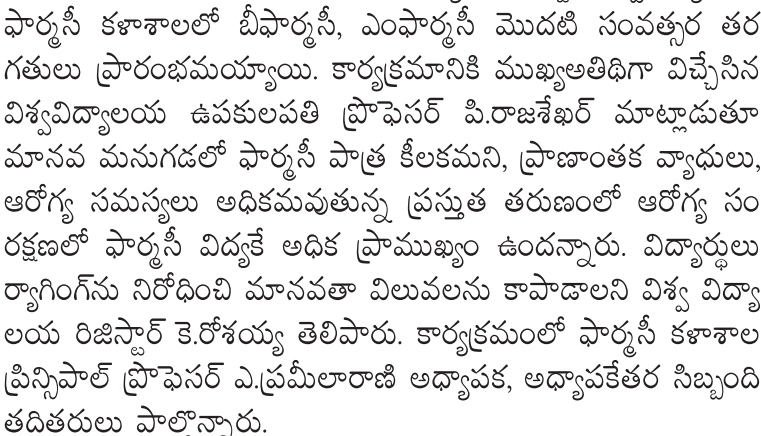 ఫార్మసీ కళాశాలలో బీఫార్మసీ, ఎంఫార్మసీ మొదటి సంవత్సర తర
గతులు ప్రారంభమయ్యాయి. కార్యక్రమానికి ముఖ్యఅతిథిగా విచ్చేసిన
విశ్వవిద్యాలయ ఉపకులపతి ప్రొఫెసర్ పి.రాజశేఖర్ మాట్లాడుతూ
మానవ మనుగడలో ఫార్మసీ పాత్ర కీలకమని, ప్రాణాంతక వ్యాధులు,
ఆరోగ్య సమస్యలు అధికమవుతున్న ప్రస్తుత తరుణంలో ఆరోగ్య సం
రక్షణలో ఫార్మసీ విద్యకే అధిక ప్రాముఖ్యం ఉందన్నారు. విద్యార్థులు
ర్యాగింగ్‌ను నిరోధించి మానవతా విలువలను కాపాడాలని విశ్వ విద్యా
లయ రిజిస్టార్ కె.రోశయ్య తెలిపారు. కార్యక్రమంలో ఫార్మసీ కళాశాల
ప్రిన్సిపాల్ ప్రొఫెసర్ ఎ.ప్రమీలారాణి అధ్యాపక, అధ్యాపకేతర సిబ్బంది
తదితరులు పాల్గొన్నారు.